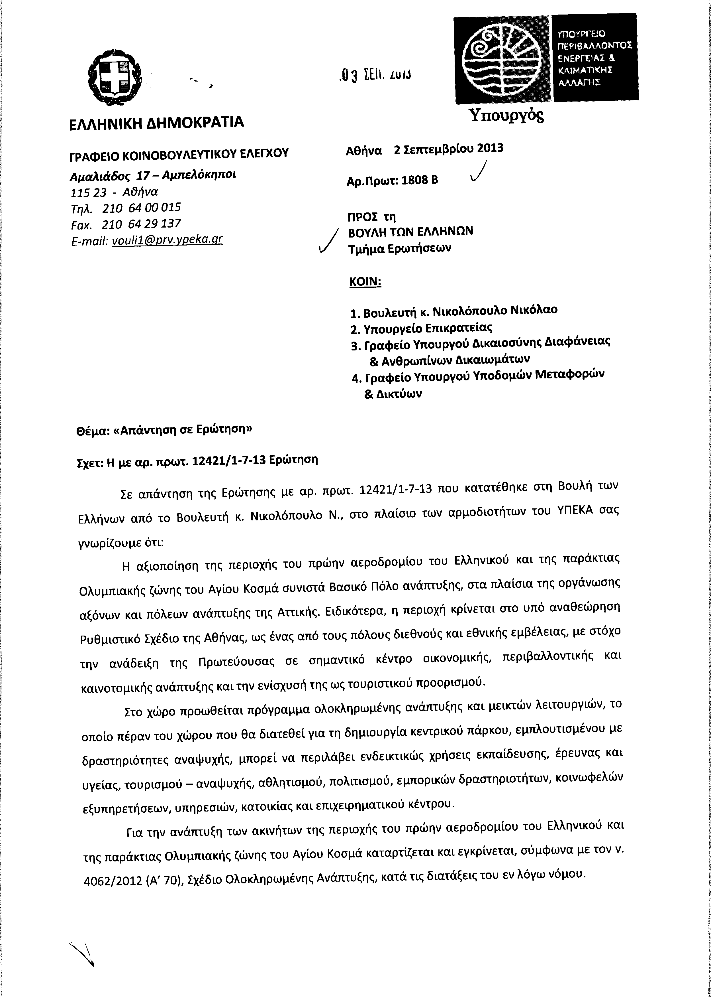 .03 ΣΕΠ. 2013
ΥΠΟΥΡΓΕΙΟ
ΠΕΡΙΒΑΛΛΟΝΤΟΣ
ΕΝΕΡΓΕΙΑΣ &
ΚΛΙΜΑΤΙΚΗΣ
ΑΛΛΑΓΗΣ
Υπουργός
ΕΛΛΗΝΙΚΗ ΔΗΜΟΚΡΑΤΙΑ
ΓΡΑΦΕΙΟ ΚΟΙΝΟΒΟΥΛΕΥΤΙΚΟΥ ΕΛΕΓΧΟΥ
Αμαλιάδος 17 – Αμπελόκηποι
115 23 - Αθήνα
Τηλ. 210 64 00 015
Fax. 210 64 29 137
E-mail: vouli1@prv.ypeka.gr
Αθήνα 2 Σεπτεμβρίου 2013
Αρ.Πρωτ: 1808 Β
ΠΡΟΣ τη
ΒΟΥΛΗ ΤΩΝ ΕΛΛΗΝΩΝ
Τμήμα Ερωτήσεων
ΚΟΙΝ:
1. Βουλευτή κ. Νικολόπουλο Νικόλαο
2. Υπουργείο Επικρατείας
3. Γραφείο Υπουργού Δικαιοσύνης Διαφάνειας
& Ανθρωπίνων Δικαιωμάτων
4. Γραφείο Υπουργού Υποδομών Μεταφορών
& Δικτύων
Θέμα: «Απάντηση σε Ερώτηση»
Σχετ: Η με αρ. πρωτ. 12421/1-7-13 Ερώτηση
Σε απάντηση της Ερώτησης με αρ. πρωτ. 12421/1-7-13 που κατατέθηκε στη Βουλή των
Ελλήνων από το Βουλευτή κ. Νικολόπουλο Ν., στο πλαίσιο των αρμοδιοτήτων του ΥΠΕΚΑ σας
γνωρίζουμε ότι:
Η αξιοποίηση της περιοχής του πρώην αεροδρομίου του Ελληνικού και της παράκτιας
Ολυμπιακής ζώνης του Αγίου Κοσμά συνιστά Βασικό Πόλο ανάπτυξης, στα πλαίσια της οργάνωσης
αξόνων και πόλεων ανάπτυξης της Αττικής. Ειδικότερα, η περιοχή κρίνεται στο υπό αναθεώρηση
Ρυθμιστικό Σχέδιο της Αθήνας, ως ένας από τους πόλους διεθνούς και εθνικής εμβέλειας, με στόχο
την ανάδειξη της Πρωτεύουσας σε σημαντικό κέντρο οικονομικής, περιβαλλοντικής και
καινοτομικής ανάπτυξης και την ενίσχυσή της ως τουριστικού προορισμού.
Στο χώρο προωθείται πρόγραμμα ολοκληρωμένης ανάπτυξης και μεικτών λειτουργιών, το
οποίο πέραν του χώρου που θα διατεθεί για τη δημιουργία κεντρικού πάρκου, εμπλουτισμένου με
δραστηριότητες αναψυχής, μπορεί να περιλάβει ενδεικτικώς χρήσεις εκπαίδευσης, έρευνας και
υγείας, τουρισμού – αναψυχής, αθλητισμού, πολιτισμού, εμπορικών δραστηριοτήτων, κοινωφελών
εξυπηρετήσεων, υπηρεσιών, κατοικίας και επιχειρηματικού κέντρου.
Για την ανάπτυξη των ακινήτων της περιοχής του πρώην αεροδρομίου του Ελληνικού και
της παράκτιας Ολυμπιακής ζώνης του Αγίου Κοσμά καταρτίζεται και εγκρίνεται, σύμφωνα με τον ν.
4062/2012 (Α' 70), Σχέδιο Ολοκληρωμένης Ανάπτυξης, κατά τις διατάξεις του εν λόγω νόμου.